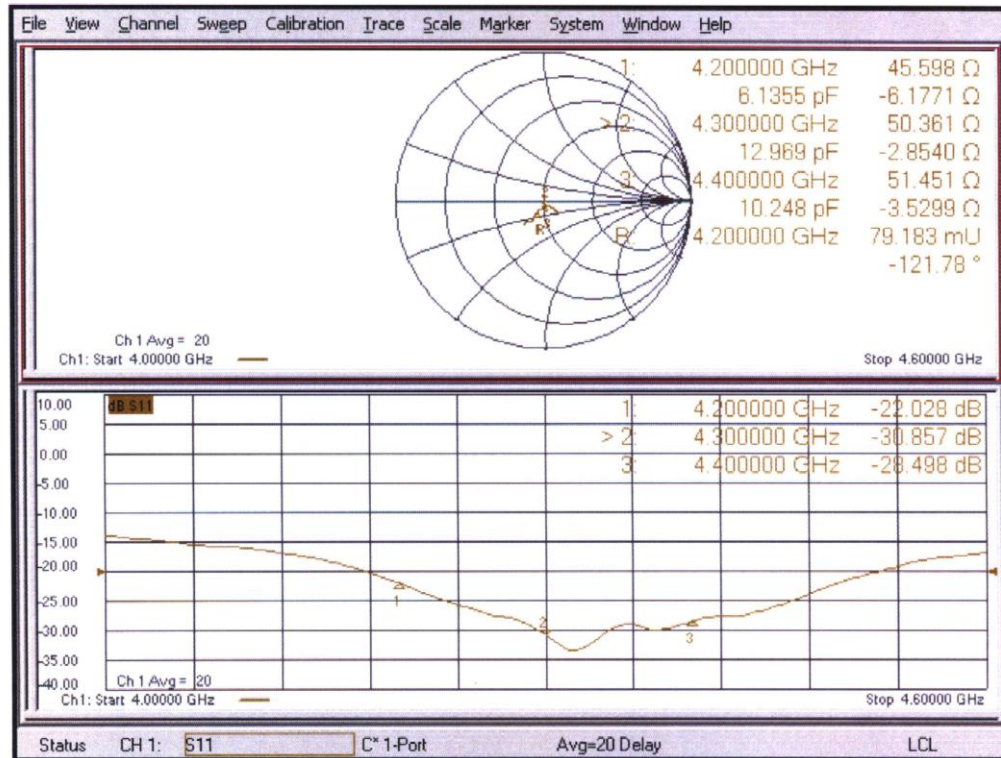 File View Channel Sweep Calibration Trace Scale Marker System Window Help
1: 4.200000 GHz 45.598 Ω
6.1355 pF -6.1771 Ω
> 2: 4.300000 GHz 50.361 Ω
12.969 pF -2.8540 Ω
3: 4.400000 GHz 51.451 Ω
10.248 pF -3.5299 Ω
R: 4.200000 GHz 79.183 mU
-121.78 °
R
Ch 1 Avg = 20
Ch1: Start 4.00000 GHz Stop 4.60000 GHz
10.00 dB S11 1: 4.200000 GHz -22.028 dB
5.00 > 2: 4.300000 GHz -30.857 dB
0.00 3: 4.400000 GHz -28.498 dB
-5.00
-10.00
-15.00
-20.00
-25.00 1
-30.00 2
3
-35.00
-40.00 Ch 1 Avg = 20
Ch1: Start 4.00000 GHz Stop 4.60000 GHz
Status CH 1: S11 C* 1-Port Avg=20 Delay LCL